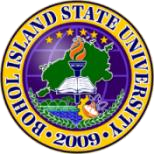 BOHOL ISLAND STATE UNIVERSITY
2009